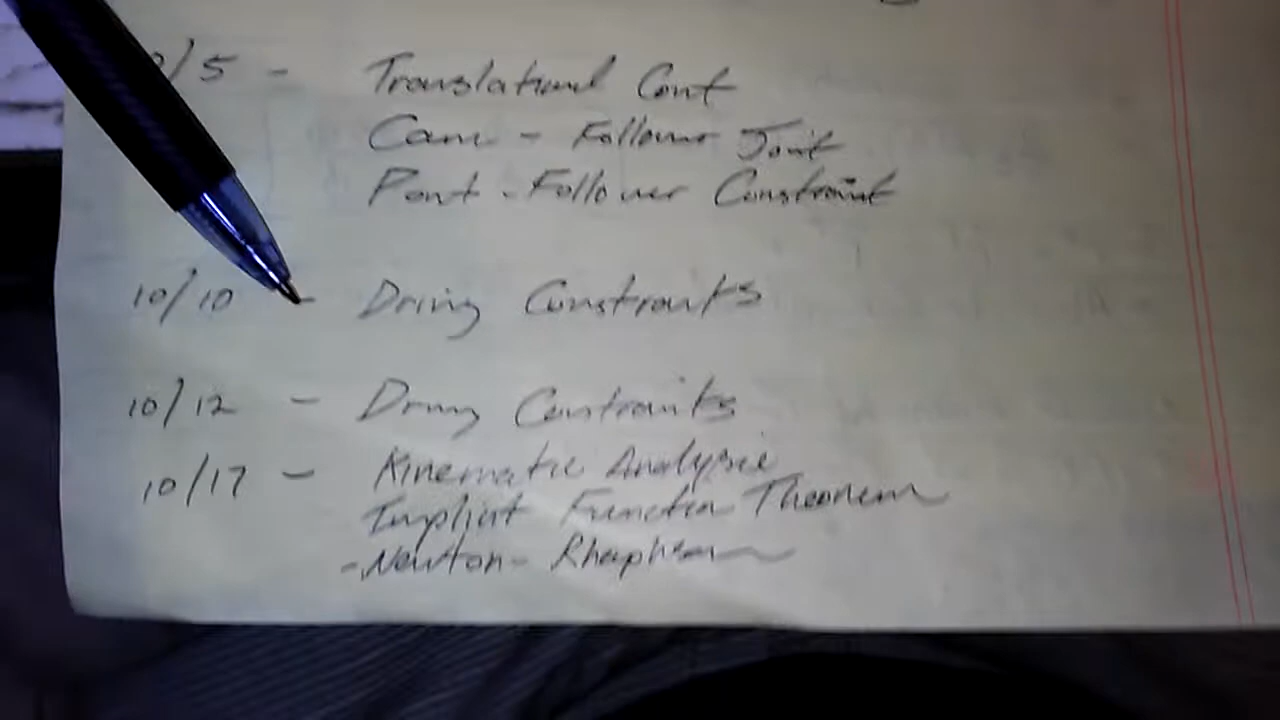 /5 - Translational Cont
Cam - Follower Joint
Point - Follower Constraint
10/10 - Driving Constraints
10/12 - Driving Constraints
10/17 - Kinematic Analysis
Implicit Function Theorem
- Newton - Rhaphson